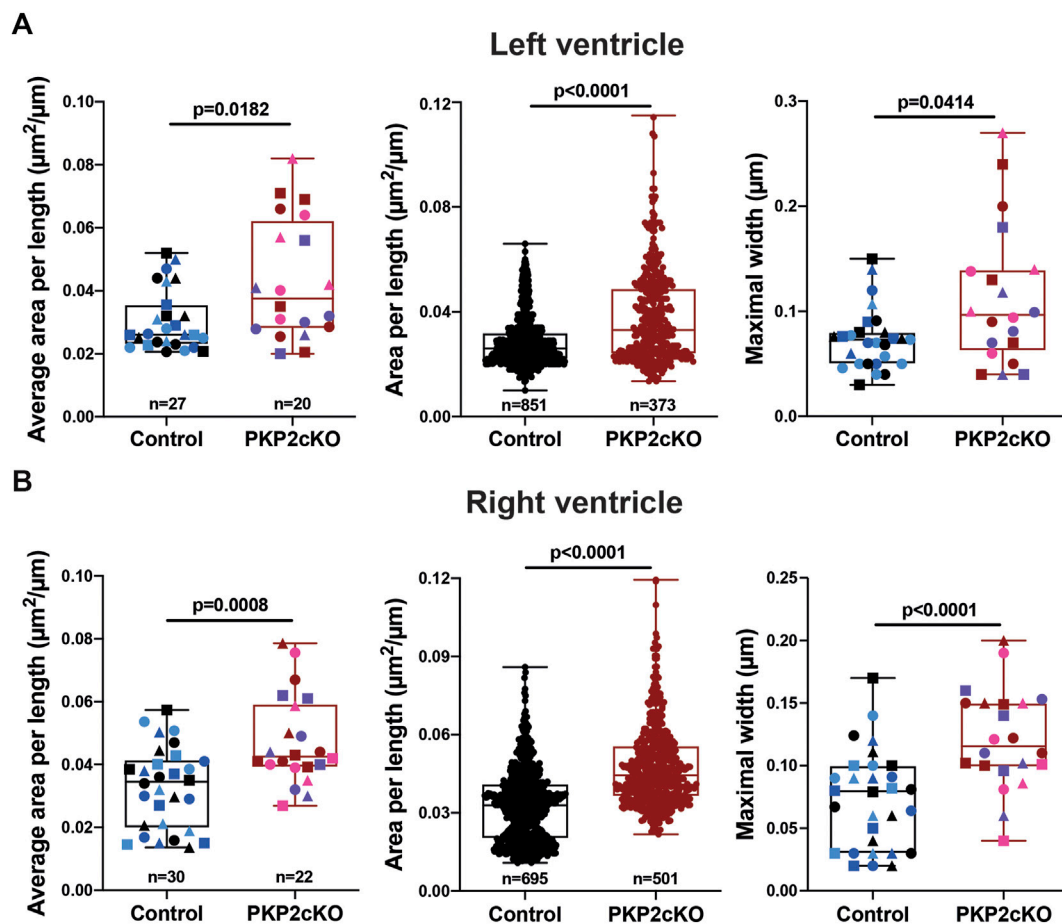 A
Left ventricle
Average area per length (µm²/µm)
0.10
0.08
0.06
0.04
0.02
0.00
p=0.0182
n=27
n=20
Control
PKP2cKO
Area per length (µm²/µm)
0.12
0.08
0.04
0.00
p<0.0001
n=851
n=373
Control
PKP2cKO
Maximal width (µm)
0.3
0.2
0.1
0.0
p=0.0414
Control
PKP2cKO
B
Right ventricle
Average area per length (µm²/µm)
0.10
0.08
0.06
0.04
0.02
0.00
p=0.0008
n=30
n=22
Control
PKP2cKO
Area per length (µm²/µm)
0.12
0.09
0.06
0.03
0.00
p<0.0001
n=695
n=501
Control
PKP2cKO
Maximal width (µm)
0.25
0.20
0.15
0.10
0.05
0.00
p<0.0001
Control
PKP2cKO